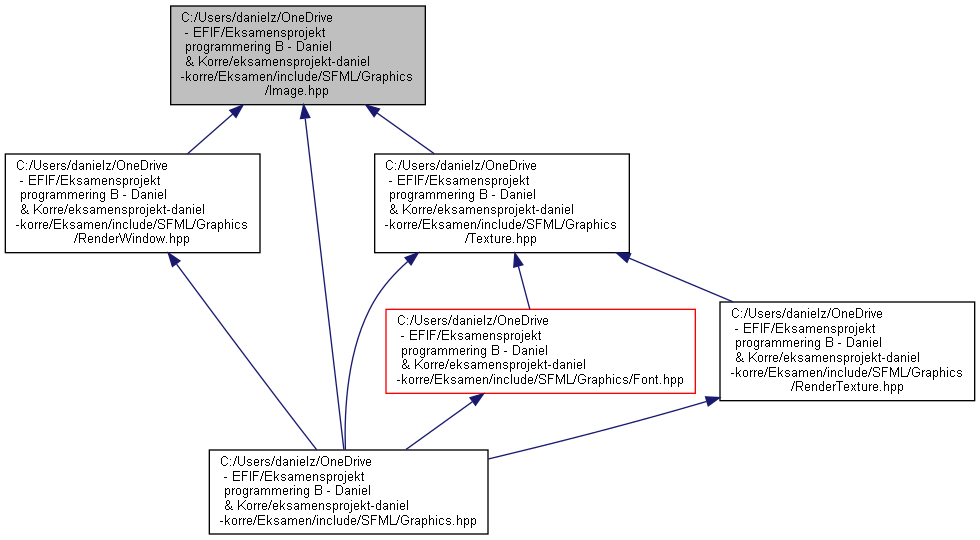 C:/Users/danielz/OneDrive
- EFIF/Eksamensprojekt
programmering B - Daniel
& Korre/eksamensprojekt-daniel
-korre/Eksamen/include/SFML/Graphics
/Image.hpp
C:/Users/danielz/OneDrive
- EFIF/Eksamensprojekt
programmering B - Daniel
& Korre/eksamensprojekt-daniel
-korre/Eksamen/include/SFML/Graphics
/RenderWindow.hpp
C:/Users/danielz/OneDrive
- EFIF/Eksamensprojekt
programmering B - Daniel
& Korre/eksamensprojekt-daniel
-korre/Eksamen/include/SFML/Graphics
/Texture.hpp
C:/Users/danielz/OneDrive
- EFIF/Eksamensprojekt
programmering B - Daniel
& Korre/eksamensprojekt-daniel
-korre/Eksamen/include/SFML/Graphics/Font.hpp
C:/Users/danielz/OneDrive
- EFIF/Eksamensprojekt
programmering B - Daniel
& Korre/eksamensprojekt-daniel
-korre/Eksamen/include/SFML/Graphics
/RenderTexture.hpp
C:/Users/danielz/OneDrive
- EFIF/Eksamensprojekt
programmering B - Daniel
& Korre/eksamensprojekt-daniel
-korre/Eksamen/include/SFML/Graphics.hpp